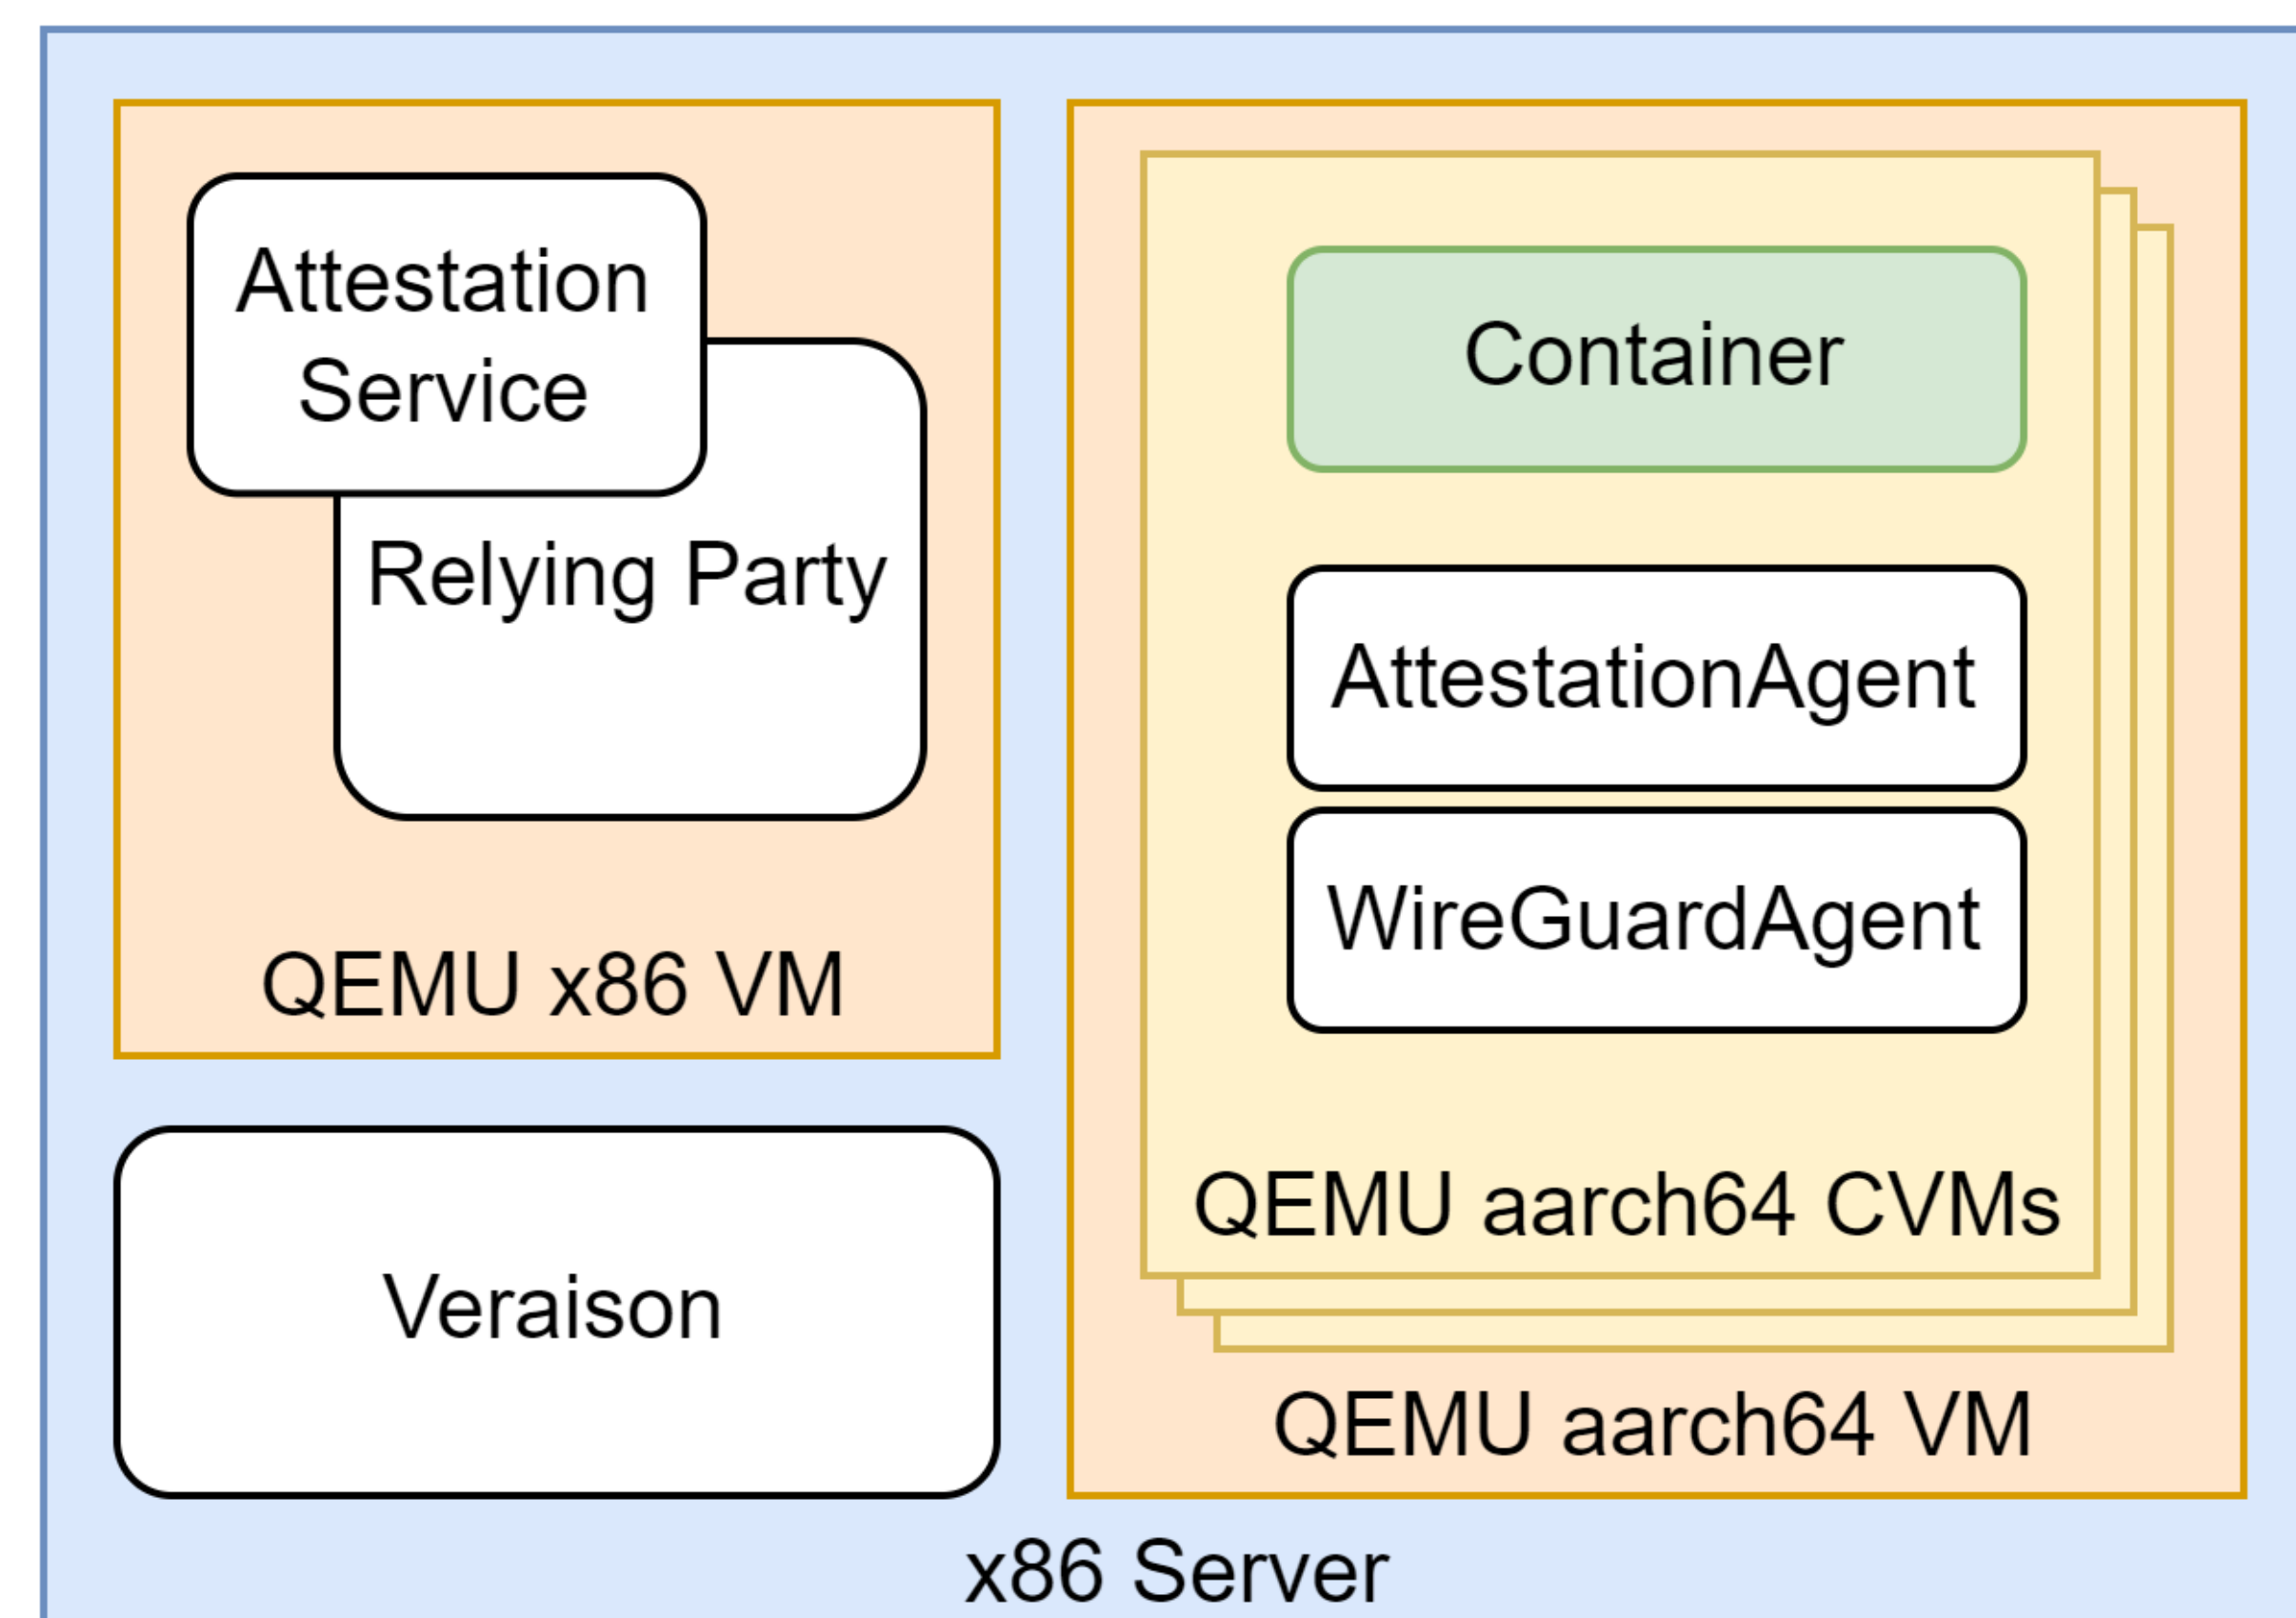 Attestation
Service
Relying Party
QEMU x86 VM
Veraison
Container
AttestationAgent
WireGuardAgent
QEMU aarch64 CVMs
QEMU aarch64 VM
x86 Server